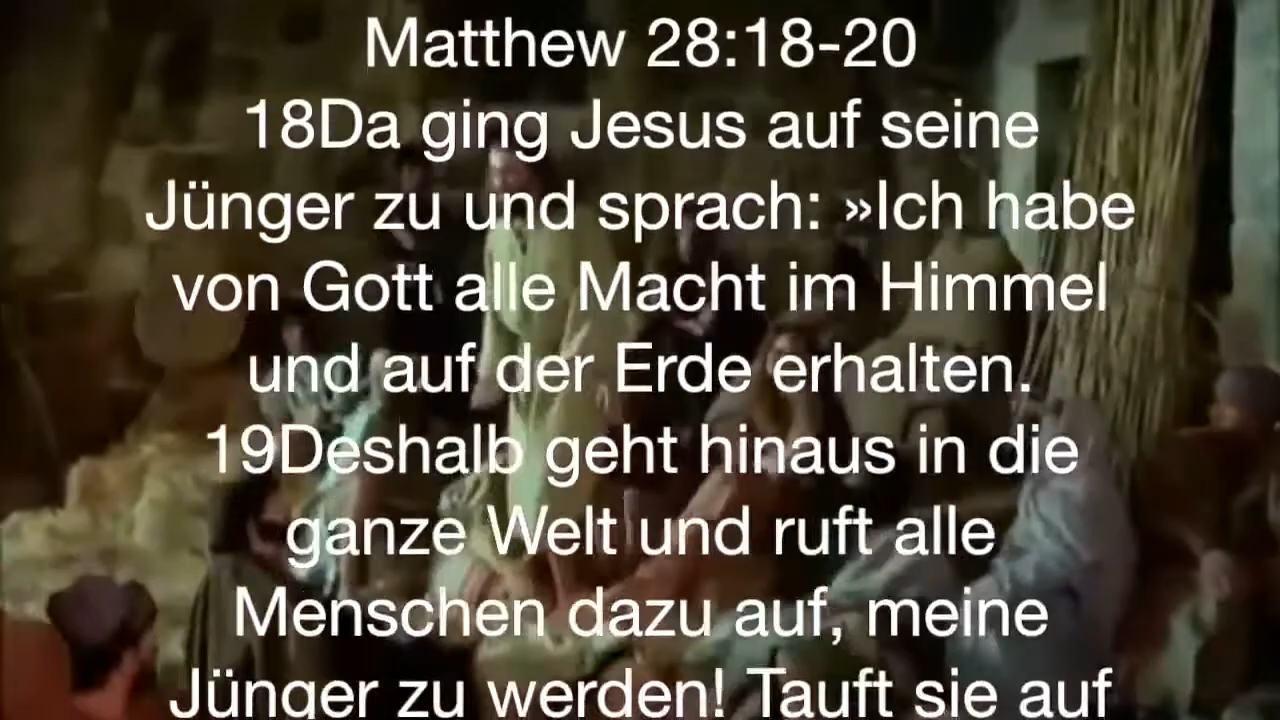 Matthew 28:18-20
18Da ging Jesus auf seine
Jünger zu und sprach: »Ich habe
von Gott alle Macht im Himmel
und auf der Erde erhalten.
19Deshalb geht hinaus in die
ganze Welt und ruft alle
Menschen dazu auf, meine
Jünger zu werden! Tauft sie auf